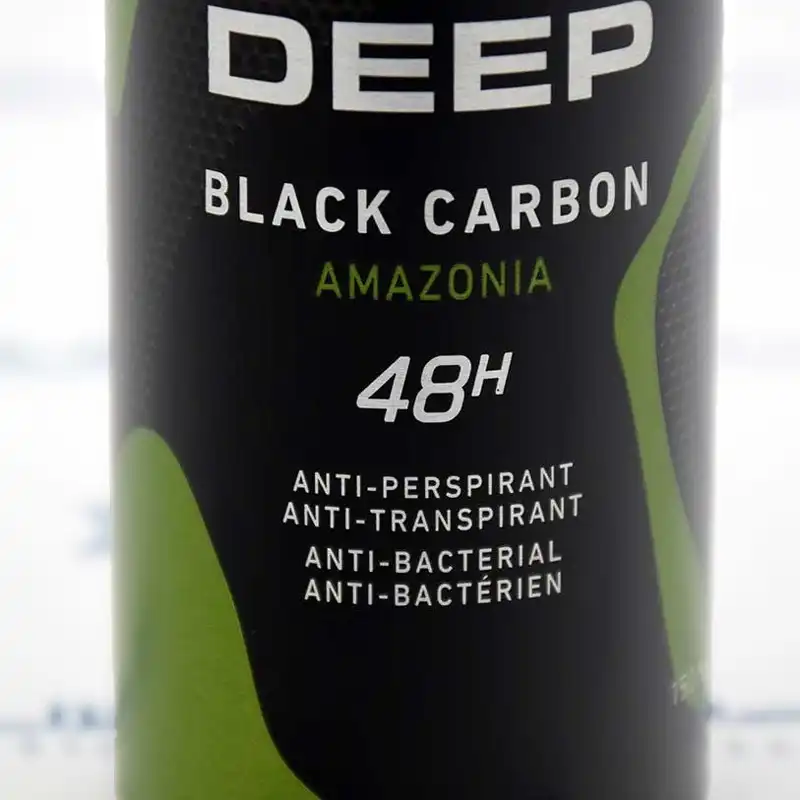 DEEP
BLACK CARBON
AMAZONIA
48H
ANTI-PERSPIRANT
ANTI-TRANSPIRANT
ANTI-BACTERIAL
ANTI-BACTÉRIEN